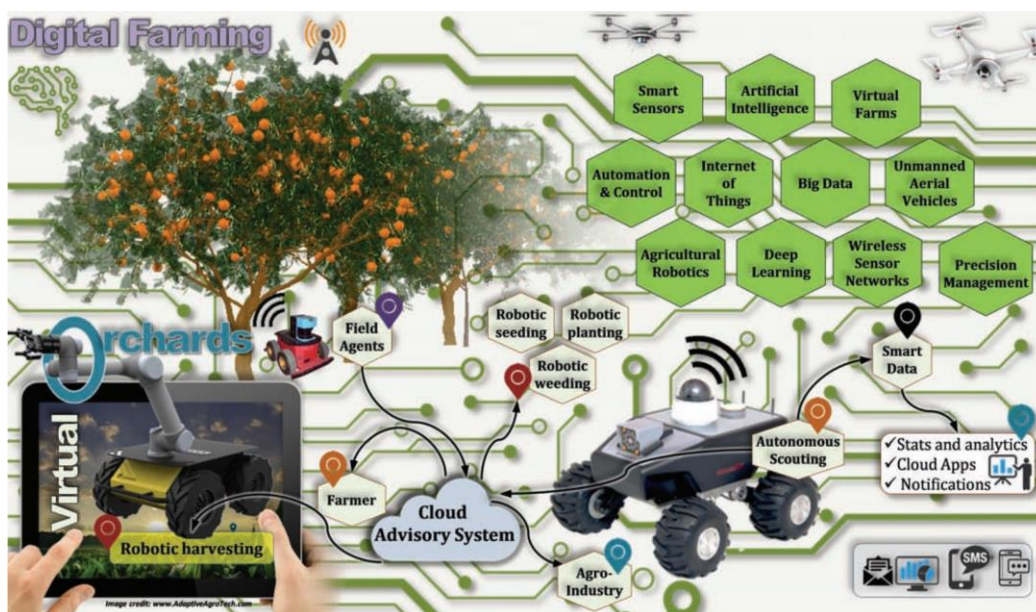 Digital Farming
Smart
Sensors
Artificial
Intelligence
Virtual
Farms
Automation
& Control
Internet
of
Things
Big Data
Unmanned
Aerial
Vehicles
Agricultural
Robotics
Deep
Learning
Wireless
Sensor
Networks
Precision
Management
Orchards
Virtual
Field
Agents
Robotic
seeding
Robotic
planting
Robotic
weeding
Smart
Data
Autonomous
Scouting
✓Stats and analytics
✓Cloud Apps
✓ Notifications
Farmer
Cloud
Advisory System
Robotic harvesting
Agro-
Industry
SMS
Image credit: www.AdaptiveAgroTech.com